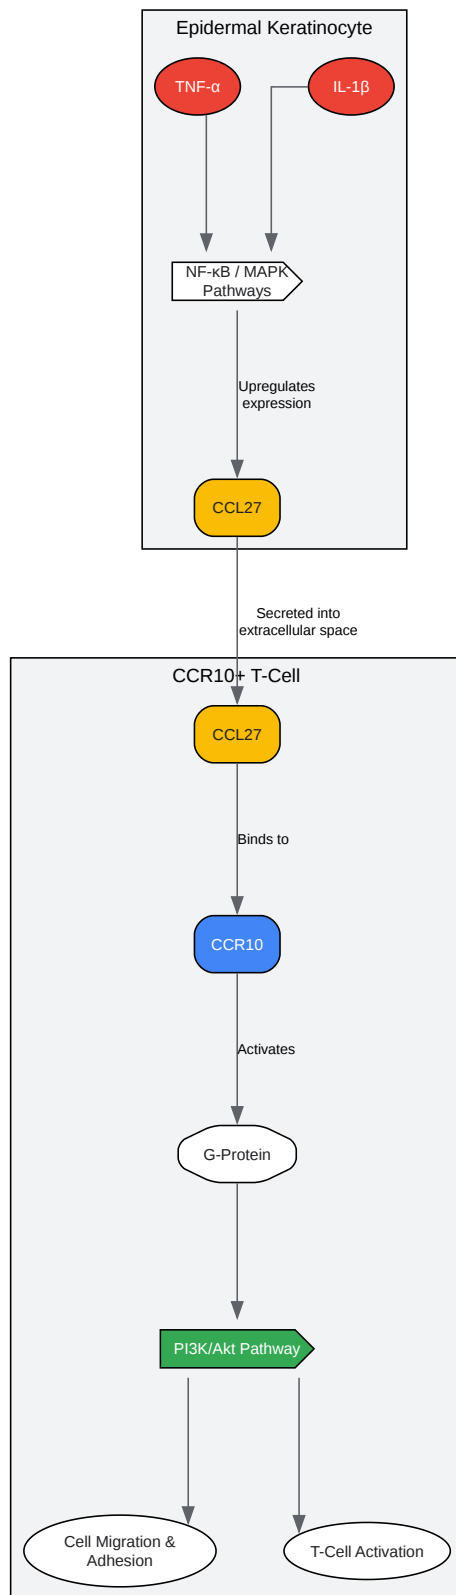 Epidermal Keratinocyte
TNF-α
IL-1β
NF-κB / MAPK
Pathways
Upregulates
expression
CCL27
Secreted into
extracellular space
CCR10+ T-Cell
CCL27
Binds to
CCR10
Activates
G-Protein
PI3K/Akt Pathway
Cell Migration &
Adhesion
T-Cell Activation